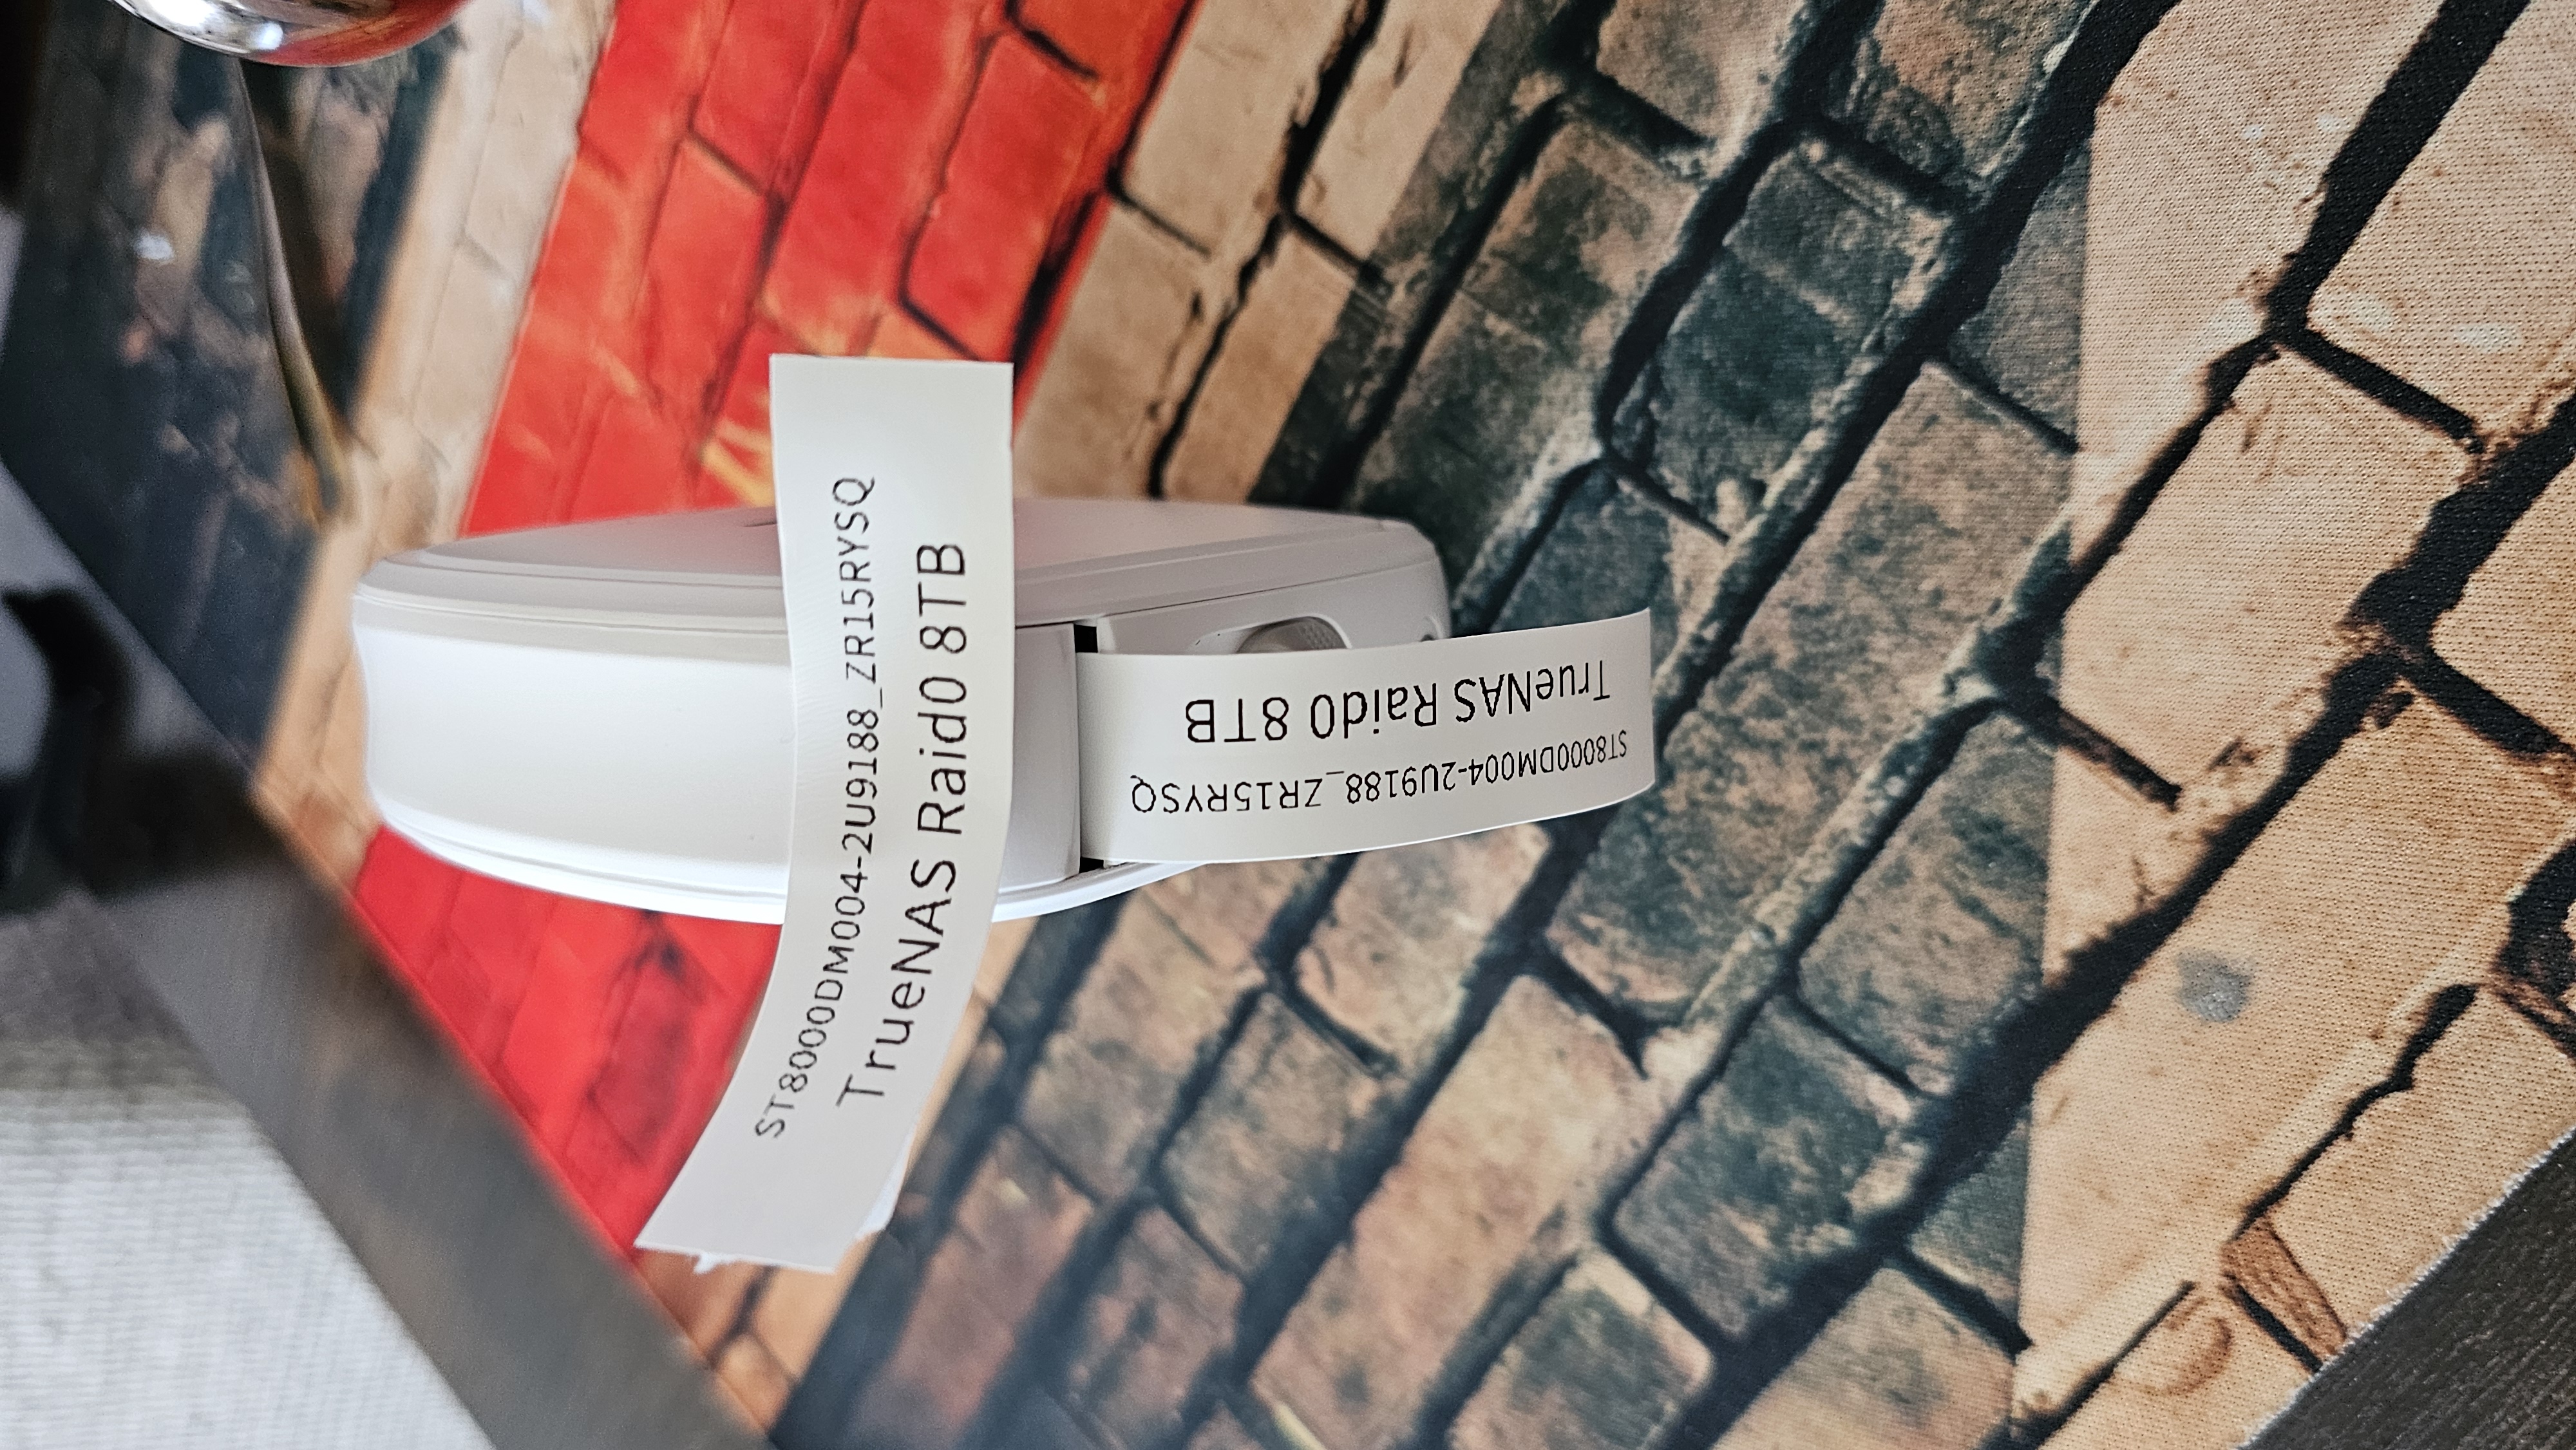 ST8000DM004-2U9188_ZR15RYSQ
TrueNAS Raid0 8TB
ST8000DM004-2U9188_ZR15RYSQ
TrueNAS Raid0 8TB